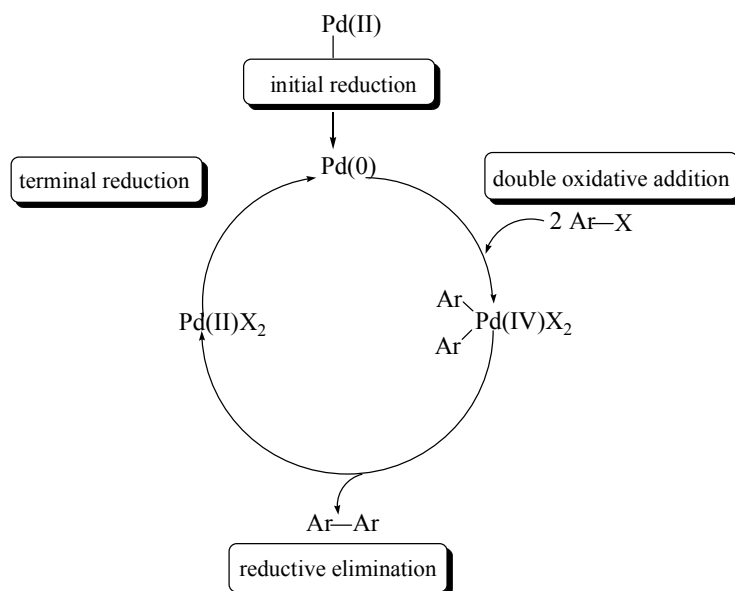 Pd(II)
initial reduction
Pd(0)
terminal reduction
double oxidative addition
2 Ar—X
Ar
Pd(II)X₂
Pd(IV)X₂
Ar
Ar—Ar
reductive elimination